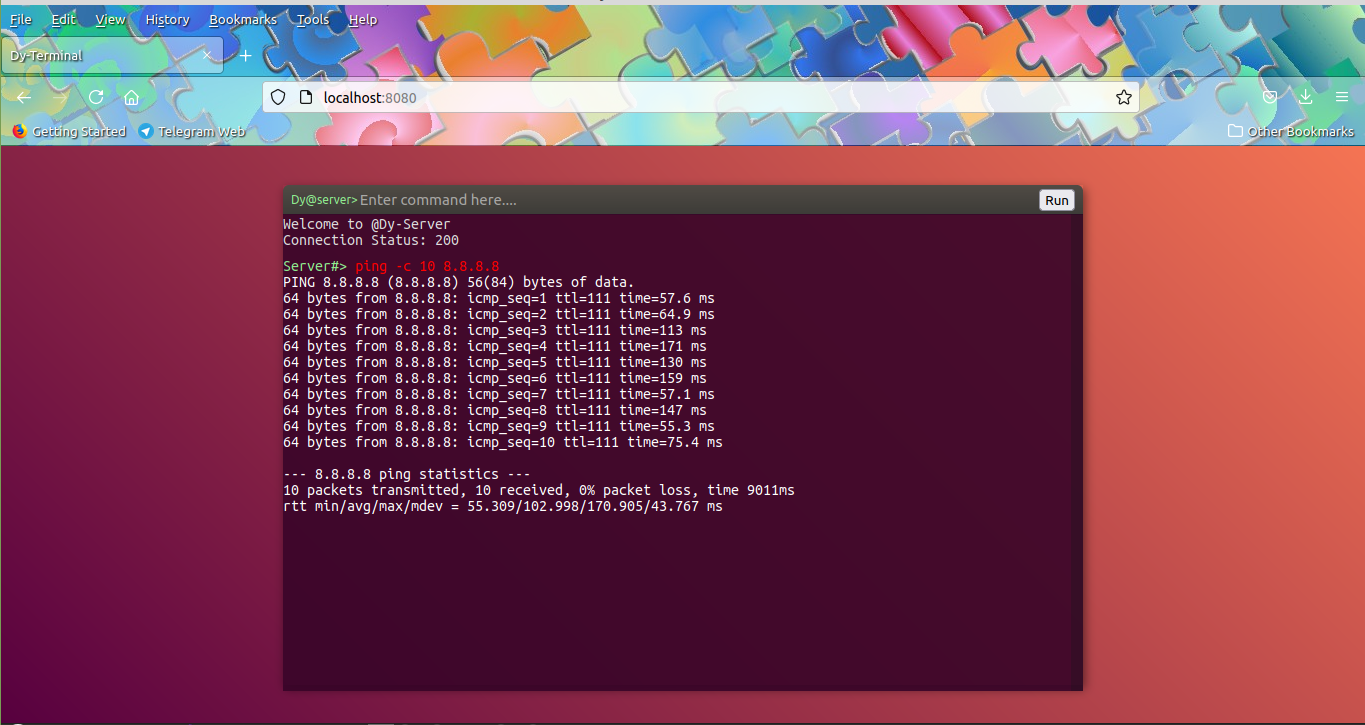 File Edit View History Bookmarks Tools Help
Dy-Terminal
localhost:8080
Getting Started Telegram Web Other Bookmarks
Dy@server> Enter command here.... Run
Welcome to @Dy-Server
Connection Status: 200
Server#> ping -c 10 8.8.8.8
PING 8.8.8.8 (8.8.8.8) 56(84) bytes of data.
64 bytes from 8.8.8.8: icmp_seq=1 ttl=111 time=57.6 ms
64 bytes from 8.8.8.8: icmp_seq=2 ttl=111 time=64.9 ms
64 bytes from 8.8.8.8: icmp_seq=3 ttl=111 time=113 ms
64 bytes from 8.8.8.8: icmp_seq=4 ttl=111 time=171 ms
64 bytes from 8.8.8.8: icmp_seq=5 ttl=111 time=130 ms
64 bytes from 8.8.8.8: icmp_seq=6 ttl=111 time=159 ms
64 bytes from 8.8.8.8: icmp_seq=7 ttl=111 time=57.1 ms
64 bytes from 8.8.8.8: icmp_seq=8 ttl=111 time=147 ms
64 bytes from 8.8.8.8: icmp_seq=9 ttl=111 time=55.3 ms
64 bytes from 8.8.8.8: icmp_seq=10 ttl=111 time=75.4 ms
--- 8.8.8.8 ping statistics ---
10 packets transmitted, 10 received, 0% packet loss, time 9011ms
rtt min/avg/max/mdev = 55.309/102.998/170.905/43.767 ms